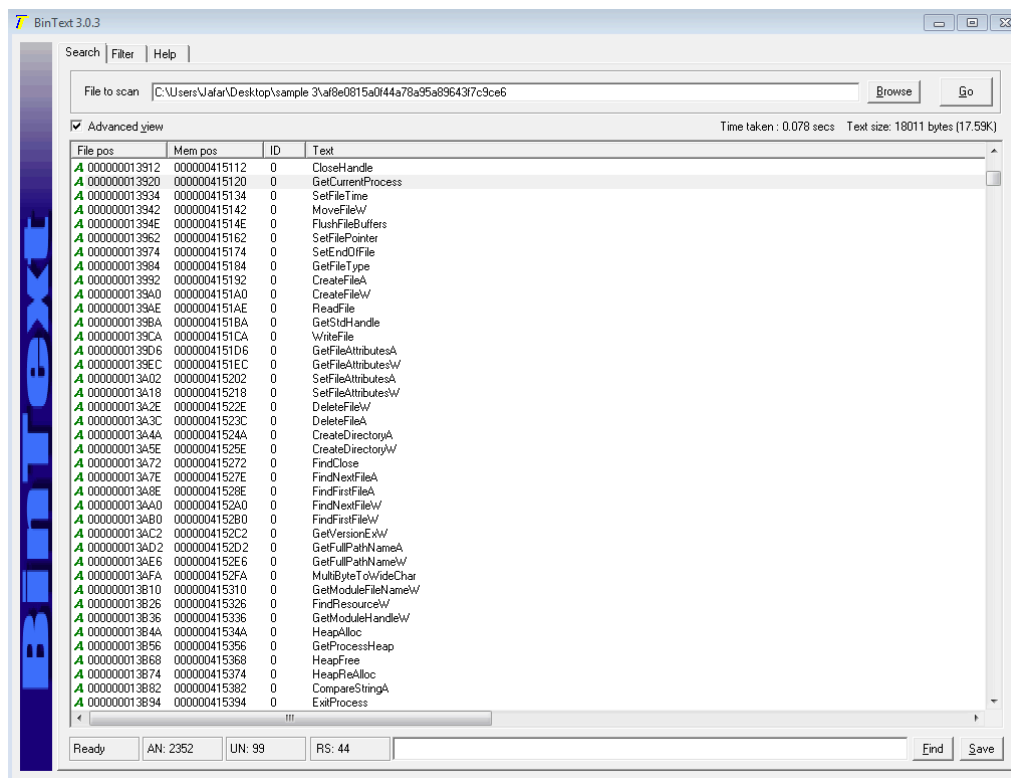 BinText 3.0.3
Search Filter Help
File to scan C:\Users\Jafar\Desktop\sample 3\af8e0815a0f44a78a95a89643f7c9ce6 Browse Go
Advanced view Time taken : 0.078 secs Text size: 18011 bytes (17.59K)
File pos Mem pos ID Text
A 000000013912 000000415112 0 CloseHandle
A 000000013920 000000415120 0 GetCurrentProcess
A 000000013934 000000415134 0 SetFileTime
A 000000013942 000000415142 0 MoveFileW
A 00000001394E 00000041514E 0 FlushFileBuffers
A 000000013962 000000415162 0 SetFilePointer
A 000000013974 000000415174 0 SetEndOfFile
A 000000013984 000000415184 0 GetFileType
A 000000013992 000000415192 0 CreateFileA
A 0000000139A0 0000004151A0 0 CreateFileW
A 0000000139AE 0000004151AE 0 ReadFile
A 0000000139BA 0000004151BA 0 GetStdHandle
A 0000000139CA 0000004151CA 0 WriteFile
A 0000000139D6 0000004151D6 0 GetFileAttributesA
A 0000000139EC 0000004151EC 0 GetFileAttributesW
A 000000013A02 000000415202 0 SetFileAttributesA
A 000000013A18 000000415218 0 SetFileAttributesW
A 000000013A2E 00000041522E 0 DeleteFileW
A 000000013A3C 00000041523C 0 DeleteFileA
A 000000013A4A 00000041524A 0 CreateDirectoryA
A 000000013A5E 00000041525E 0 CreateDirectoryW
A 000000013A72 000000415272 0 FindClose
A 000000013A7E 00000041527E 0 FindNextFileA
A 000000013A8E 00000041528E 0 FindFirstFileA
A 000000013AA0 0000004152A0 0 FindNextFileW
A 000000013AB0 0000004152B0 0 FindFirstFileW
A 000000013AC2 0000004152C2 0 GetVersionExW
A 000000013AD2 0000004152D2 0 GetFullPathNameA
A 000000013AE6 0000004152E6 0 GetFullPathNameW
A 000000013AFA 0000004152FA 0 MultiByteToWideChar
A 000000013B10 000000415310 0 GetModuleFileNameW
A 000000013B26 000000415326 0 FindResourceW
A 000000013B36 000000415336 0 GetModuleHandleW
A 000000013B4A 00000041534A 0 HeapAlloc
A 000000013B56 000000415356 0 GetProcessHeap
A 000000013B68 000000415368 0 HeapFree
A 000000013B74 000000415374 0 HeapReAlloc
A 000000013B82 000000415382 0 CompareStringA
A 000000013B94 000000415394 0 ExitProcess
BinText
Ready AN: 2352 UN: 99 RS: 44 Find Save